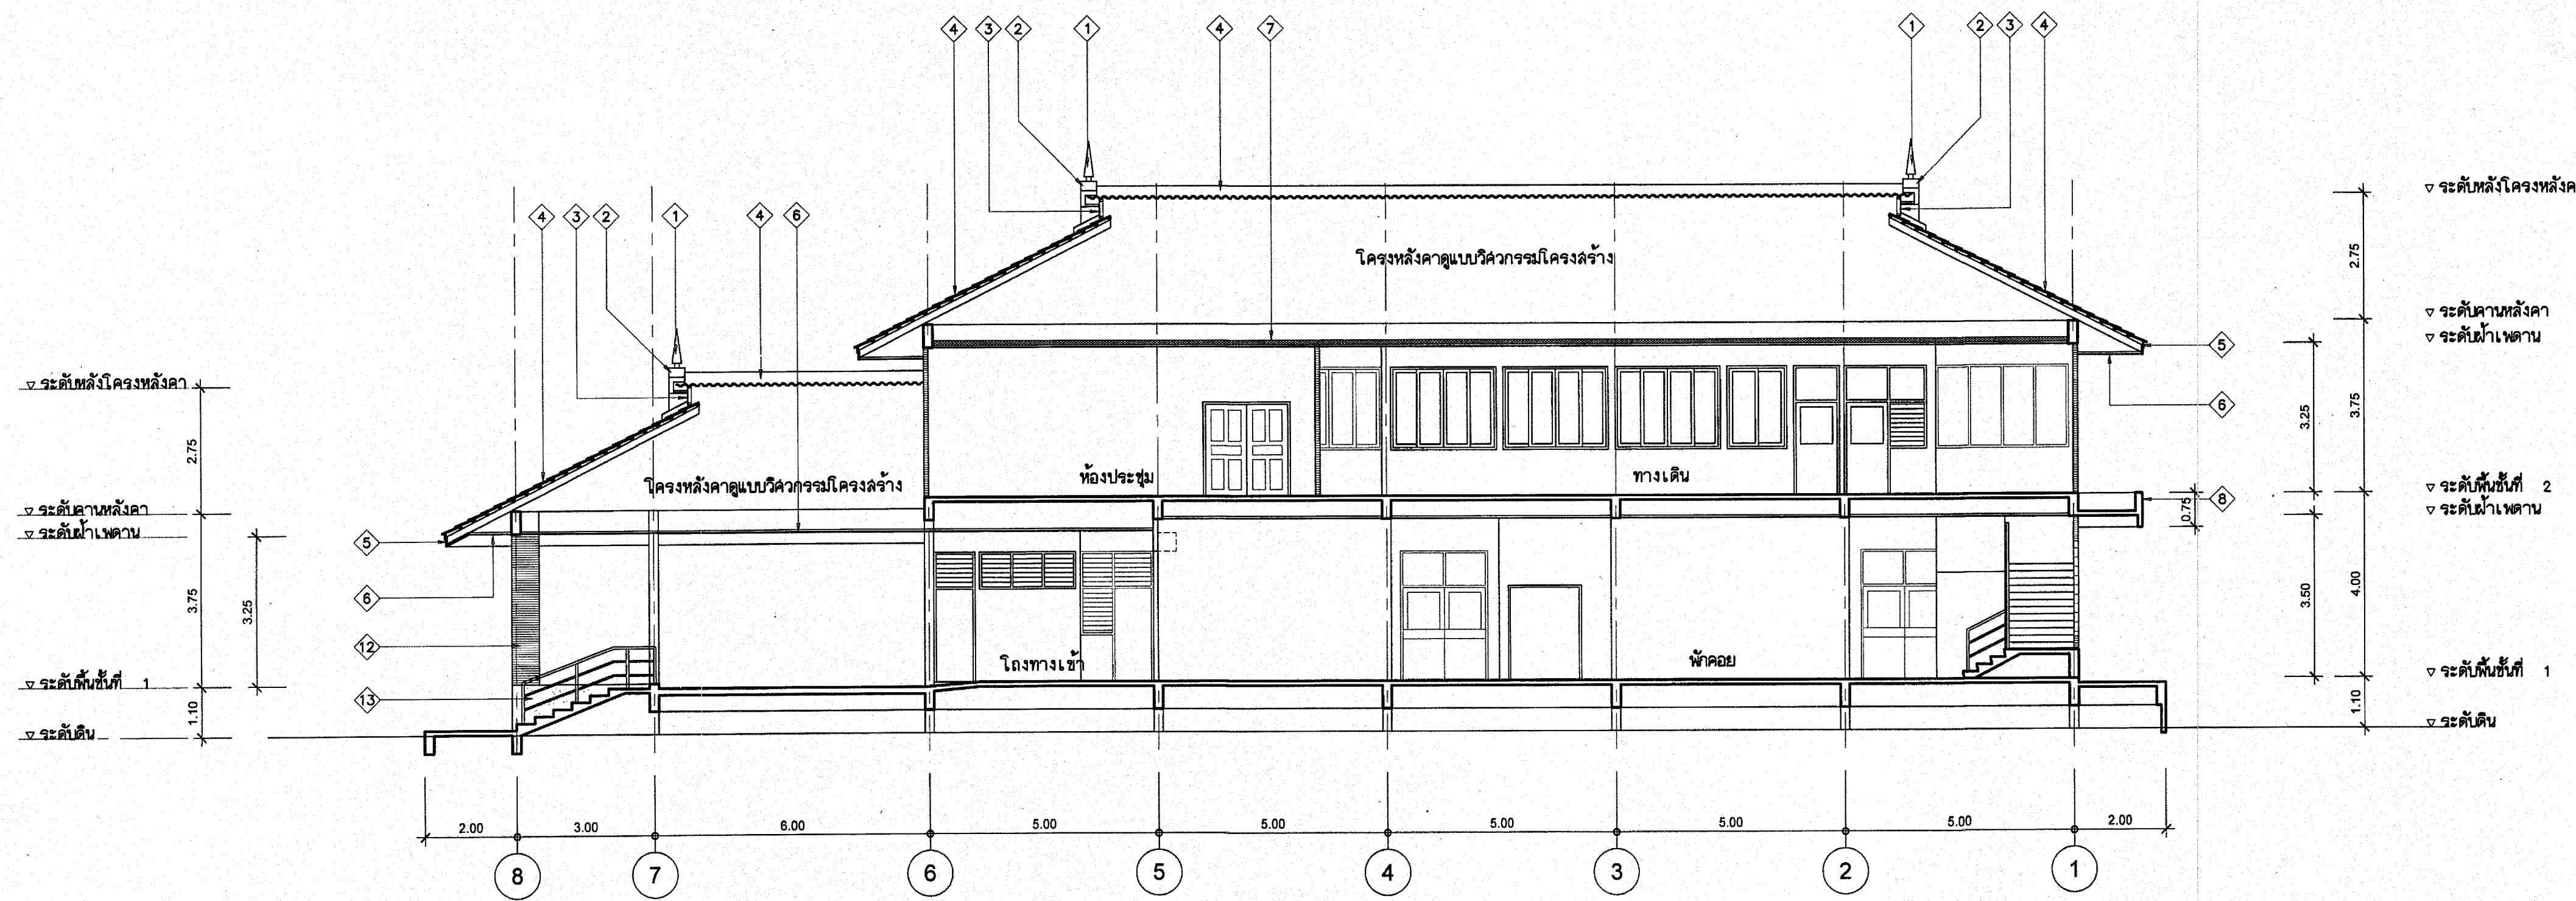 4 3 2 1 4 7 1 2 3 4
4 3 2 1 4 6
▽ ระดับหลังโครงหลังค
2.75
โครงหลังคาดูแบบวิศวกรรมโครงสร้าง
▽ ระดับคานหลังคา
▽ ระดับฝ้าเพดาน
5
6
3.25
3.75
▽ ระดับหลังโครงหลังคา
2.75
ห้องประชุม
ทางเดิน
โครงหลังคาดูแบบวิศวกรรมโครงสร้าง
▽ ระดับพื้นชั้นที่ 2
8
0.75
▽ ระดับฝ้าเพดาน
▽ ระดับคานหลังคา
▽ ระดับฝ้าเพดาน
5
6
3.75
3.25
3.50
4.00
12
โถงทางเข้า
พักคอย
▽ ระดับพื้นชั้นที่ 1
▽ ระดับพื้นชั้นที่ 1
13
1.10
1.10
▽ ระดับดิน
▽ ระดับดิน
2.00 3.00 6.00 5.00 5.00 5.00 5.00 5.00 2.00
8 7 6 5 4 3 2 1